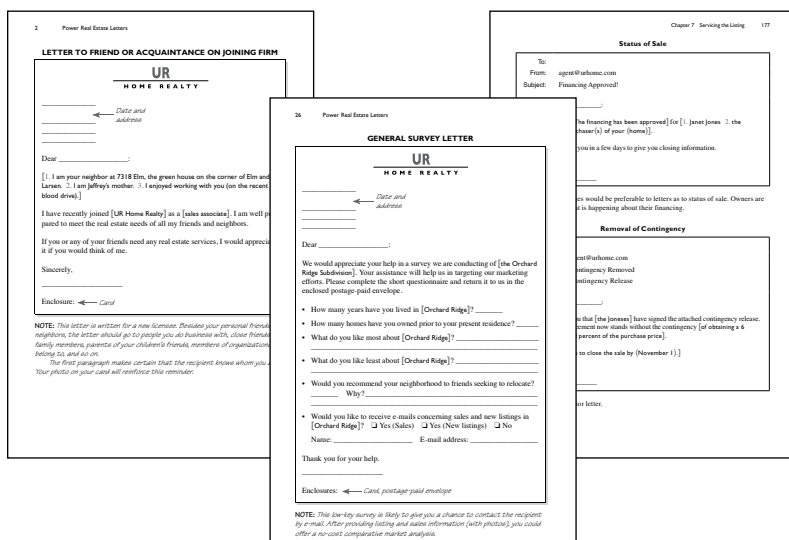 2 Power Real Estate Letters
LETTER TO FRIEND OR ACQUAINTANCE ON JOINING FIRM
UR
HOME REALTY
Date and
address
Dear ________________:
[1. I am your neighbor at 7318 Elm, the green house on the corner of Elm and
Larsen. 2. I am Jeffrey's mother. 3. I enjoyed working with you (on the recent
blood drive).]
I have recently joined [UR Home Realty] as a [sales associate]. I am well
pared to meet the real estate needs of all my friends and neighbors.
If you or any of your friends need any real estate services, I would
it if you would think of me.
Sincerely,
Enclosure: Card
NOTE: This letter is written for a new licensee. Besides your personal
neighbors, the letter should go to people you do business with, close
family members, parents of your children's friends, members of
belong to, and so on.
The first paragraph makes certain that the recipient knows whom you
Your photo on your card will reinforce this reminder.
26 Power Real Estate Letters
GENERAL SURVEY LETTER
UR
HOME REALTY
Date and
address
Dear ________________:
We would appreciate your help in a survey we are conducting of [the Orchard
Ridge Subdivision]. Your assistance will help us in targeting our marketing
efforts. Please complete the short questionnaire and return it to us in the
enclosed postage-paid envelope.
• How many years have you lived in [Orchard Ridge]? ______
• How many homes have you owned prior to your present residence? _____
• What do you like most about [Orchard Ridge]? ________________
• What do you like least about [Orchard Ridge]? ________________
• Would you recommend your neighborhood to friends seeking to relocate?
______ Why? ________________
• Would you like to receive e-mails concerning sales and new listings in
[Orchard Ridge]? ❏ Yes (Sales) ❏ Yes (New listings) ❏ No
Name: ________________ E-mail address: ________________
Thank you for your help.
Enclosures: Card, postage-paid envelope
NOTE: This low-key survey is likely to give you a chance to contact the recipient
by e-mail. After providing listing and sales information (with photos), you could
offer a no-cost comparative market analysis.
Chapter 7 Servicing the Listing 177
Status of Sale
To:
From: agent@urhome.com
Subject: Financing Approved!
he financing has been approved] for [1. Janet Jones 2. the
chaser(s) of your (home)].
you in a few days to give you closing information.
es would be preferable to letters as to status of sale. Owners are
at is happening about their financing.
Removal of Contingency
ent@urhome.com
ontingency Removed
ontingency Release
that [the Joneses] have signed the attached contingency release.
ement now stands without the contingency [of obtaining a 6
percent of the purchase price].
to close the sale by (November 1).]
or letter.